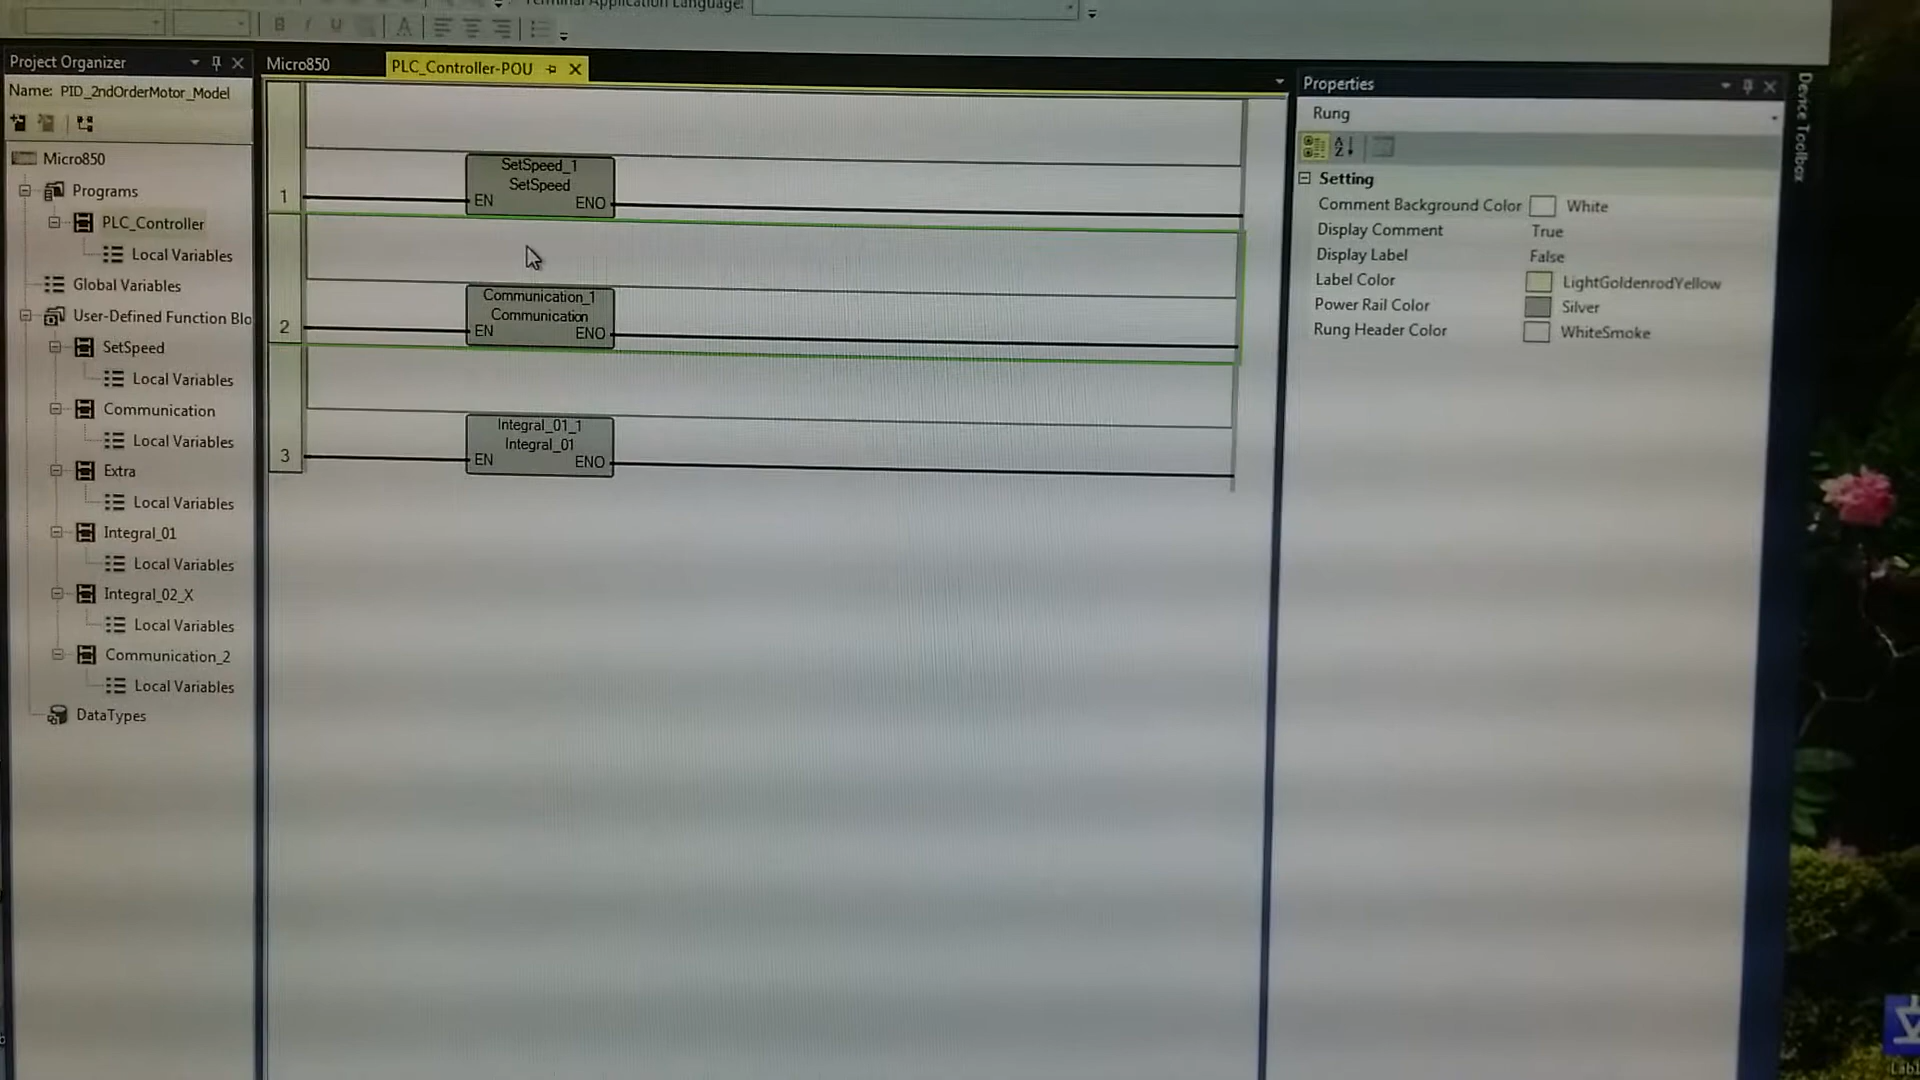 Terminal Application Language:
B I U A
Project Organizer
Name: PID_2ndOrderMotor_Model
Micro850
Programs
PLC_Controller
Local Variables
Global Variables
User-Defined Function Blo
SetSpeed
Local Variables
Communication
Local Variables
Extra
Local Variables
Integral_01
Local Variables
Integral_02_X
Local Variables
Communication_2
Local Variables
DataTypes
Micro850
PLC_Controller-POU
1
SetSpeed_1
SetSpeed
EN ENO
2
Communication_1
Communication
EN ENO
3
Integral_01_1
Integral_01
EN ENO
Properties
Rung
A
Z
Setting
Comment Background Color White
Display Comment True
Display Label False
Label Color LightGoldenrodYellow
Power Rail Color Silver
Rung Header Color WhiteSmoke
Device Toolbox